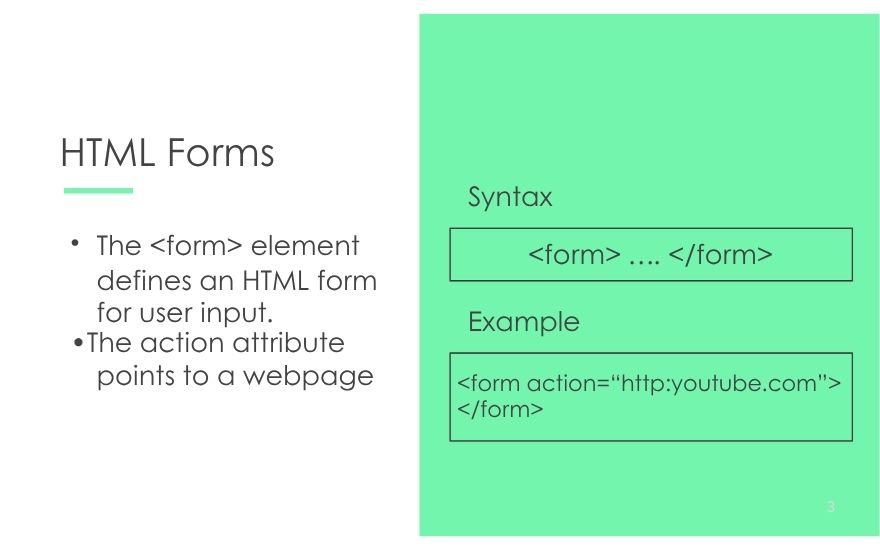 HTML Forms
• The <form> element
defines an HTML form
for user input.
•The action attribute
points to a webpage
Syntax
<form> …. </form>
Example
<form action=“http:youtube.com”>
</form>
3